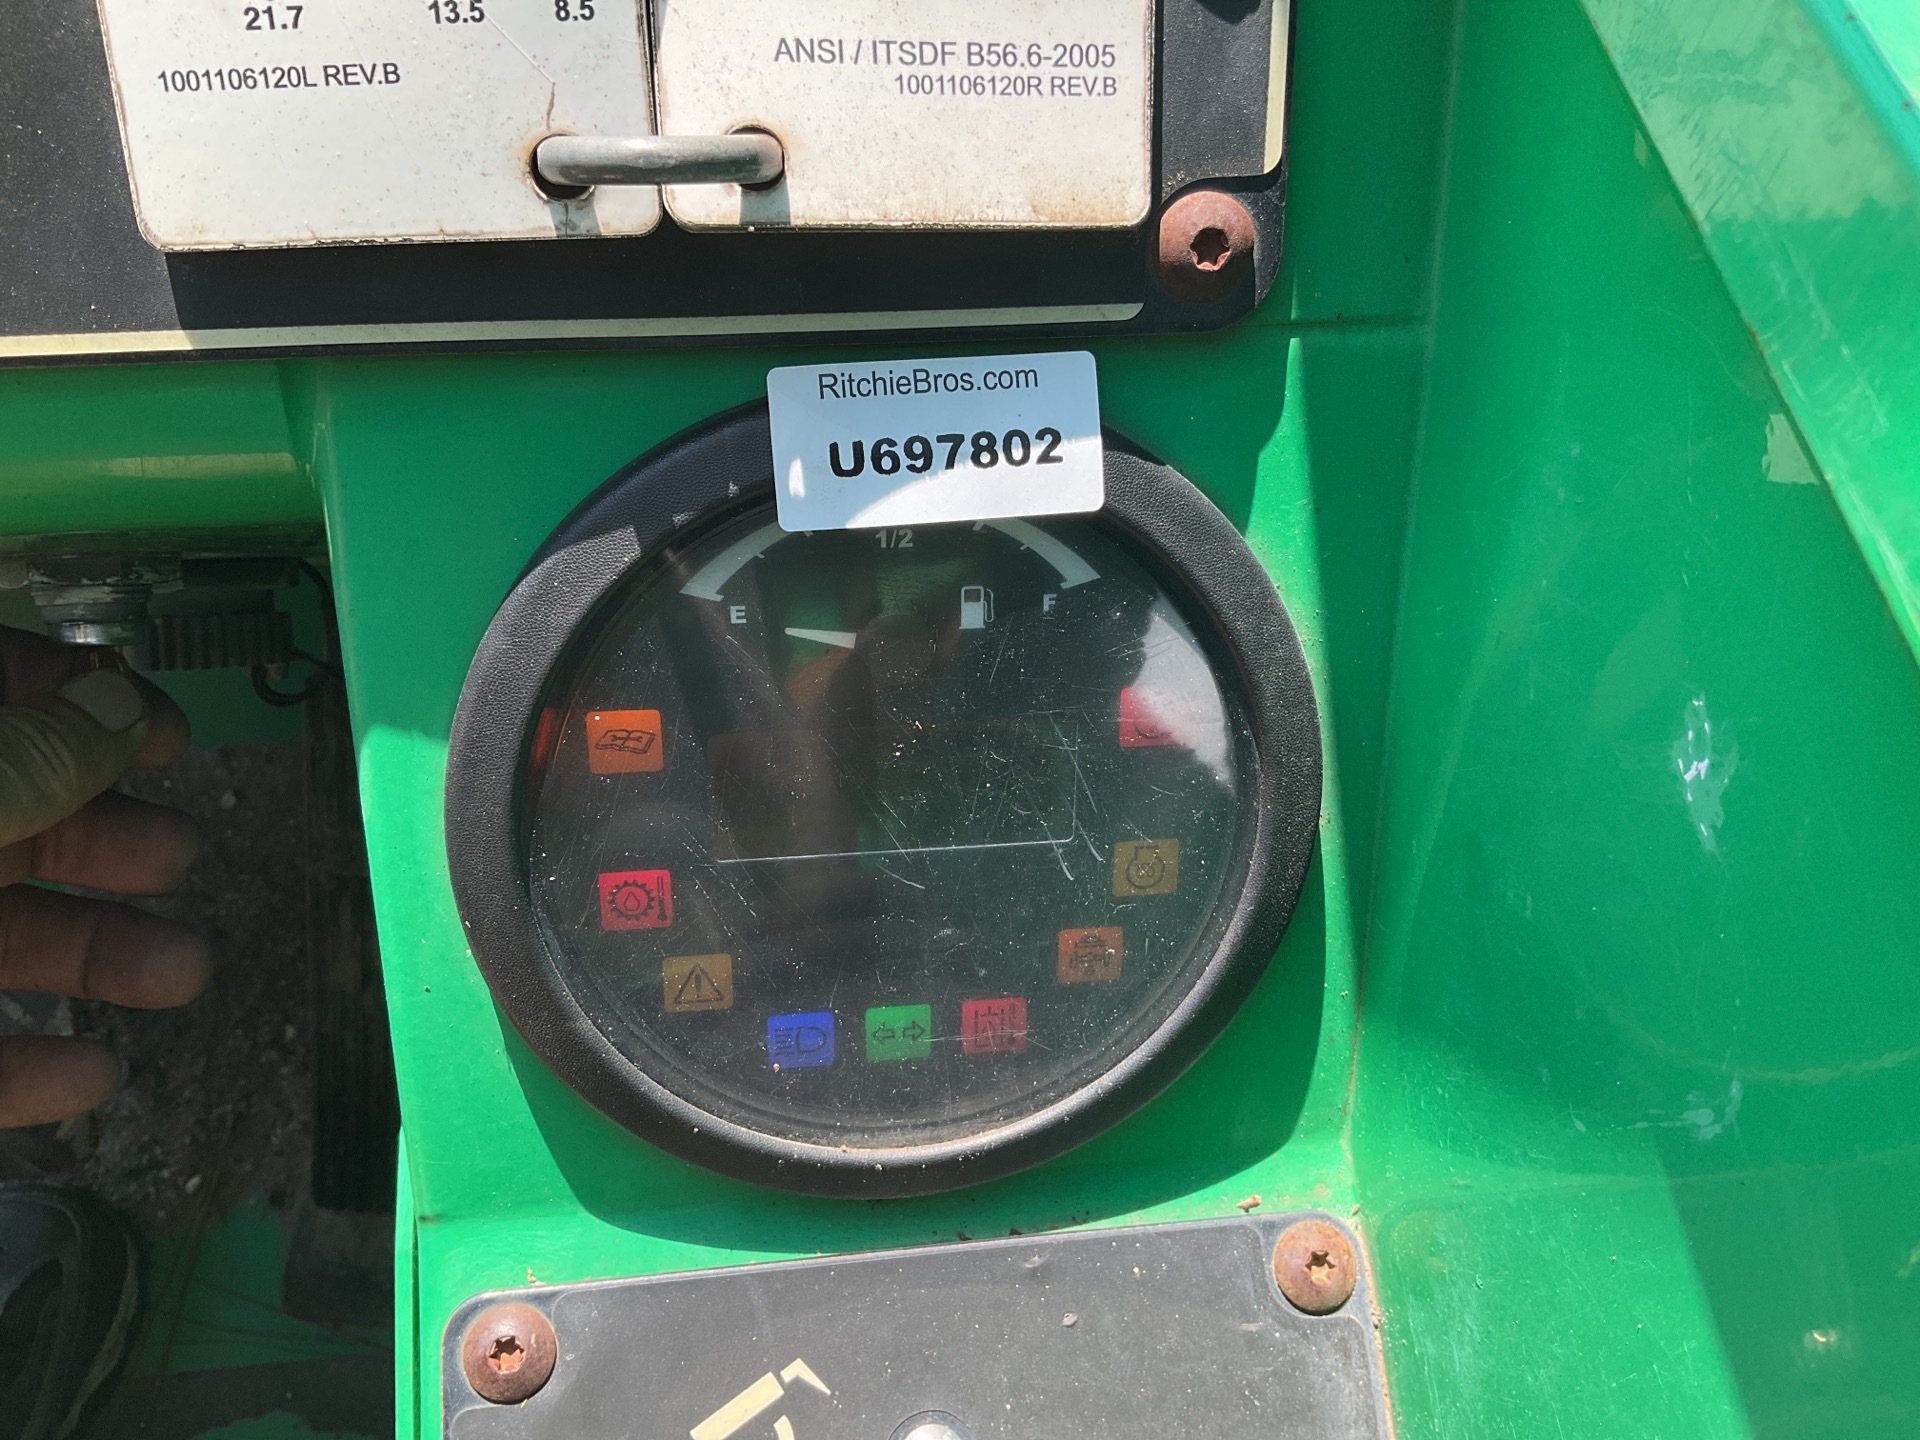 21.7 13.5 8.5
1001106120L REV.B
ANSI / ITSDF B56.6-2005
1001106120R REV.B
RitchieBros.com
U697802
1/2
E F